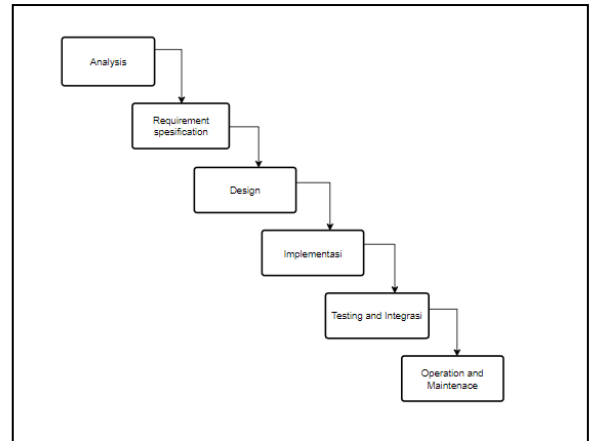 Analysis
Requirement
spesification
Design
Implementasi
Testing and Integrasi
Operation and
Maintenace